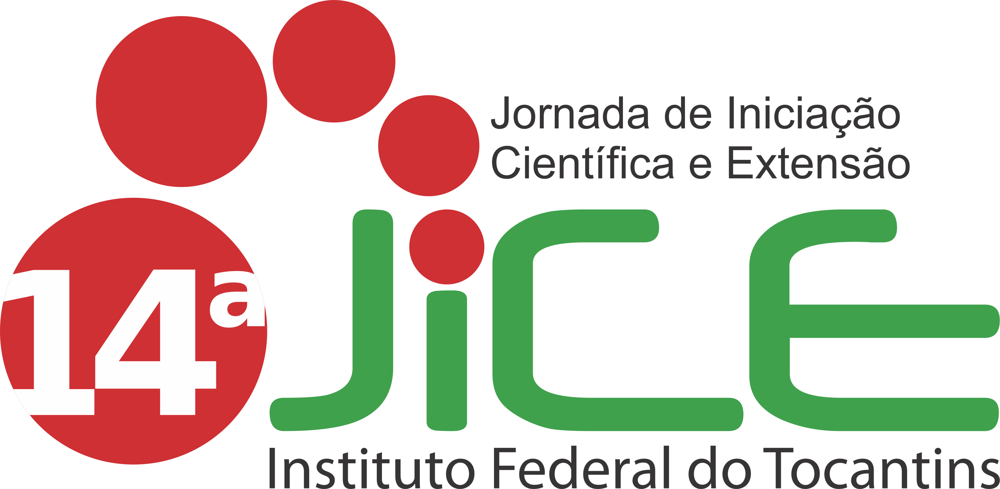 Jornada de Iniciação
Científica e Extensão
14ª JiCE
Instituto Federal do Tocantins